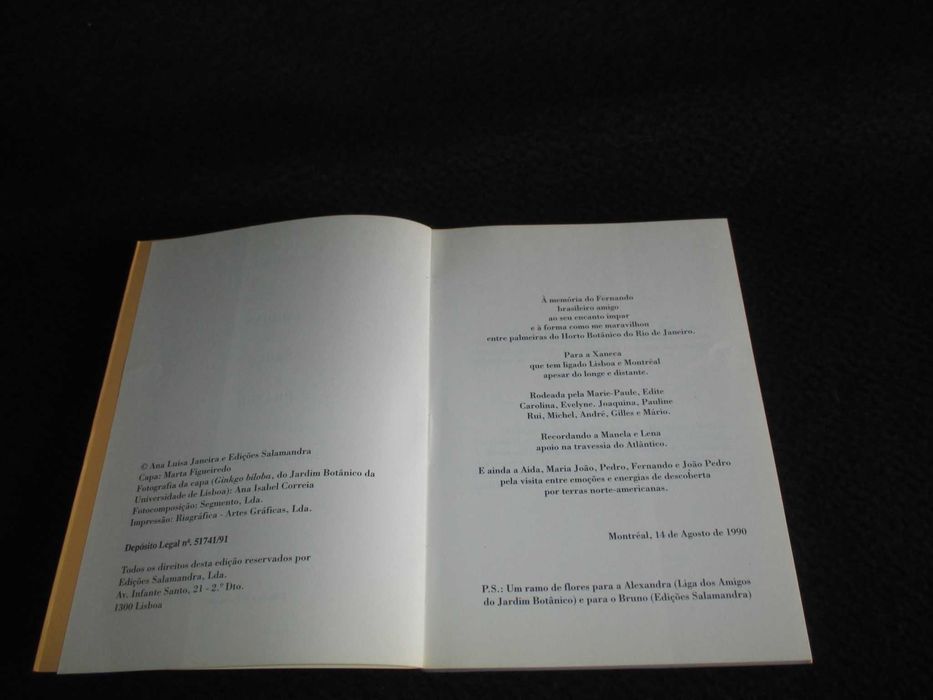 © Ana Luísa Janeira e Edições Salamandra
Capa: Marta Figueiredo
Fotografia da capa (Ginkgo biloba, do Jardim Botânico da
Universidade de Lisboa): Ana Isabel Correia
Fotocomposição: Segmento, Lda.
Impressão: Riagráfica - Artes Gráficas, Lda.
Depósito Legal nº. 51741/91
Todos os direitos desta edição reservados por
Edições Salamandra, Lda.
Av. Infante Santo, 21 - 2.º Dto.
1300 Lisboa
À memória do Fernando
brasileiro amigo
ao seu encanto ímpar
e à forma como me maravilhou
entre palmeiras do Horto Botânico do Rio de Janeiro.
Para a Xaneca
que tem ligado Lisboa e Montréal
apesar do longe e distante.
Rodeada pela Marie-Paule, Edite
Carolina, Evelyne, Joaquina, Pauline
Rui, Michel, André, Gilles e Mário.
Recordando a Manela e Lena
apoio na travessia do Atlântico.
E ainda a Aida, Maria João, Pedro, Fernando e João Pedro
pela visita entre emoções e energias de descoberta
por terras norte-americanas.
Montréal, 14 de Agosto de 1990
P.S.: Um ramo de flores para a Alexandra (Liga dos Amigos
do Jardim Botânico) e para o Bruno (Edições Salamandra)